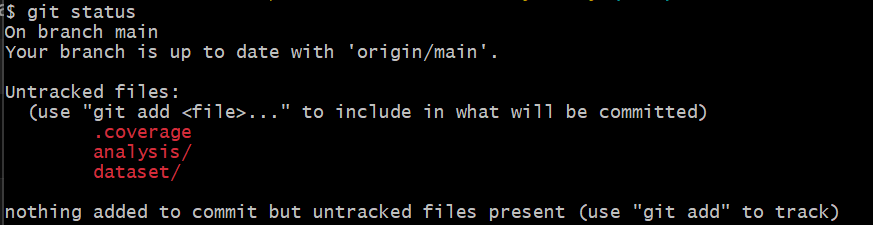 $ git status
On branch main
Your branch is up to date with 'origin/main'.
Untracked files:
(use "git add <file>..." to include in what will be committed)
.coverage
analysis/
dataset/
nothing added to commit but untracked files present (use "git add" to track)